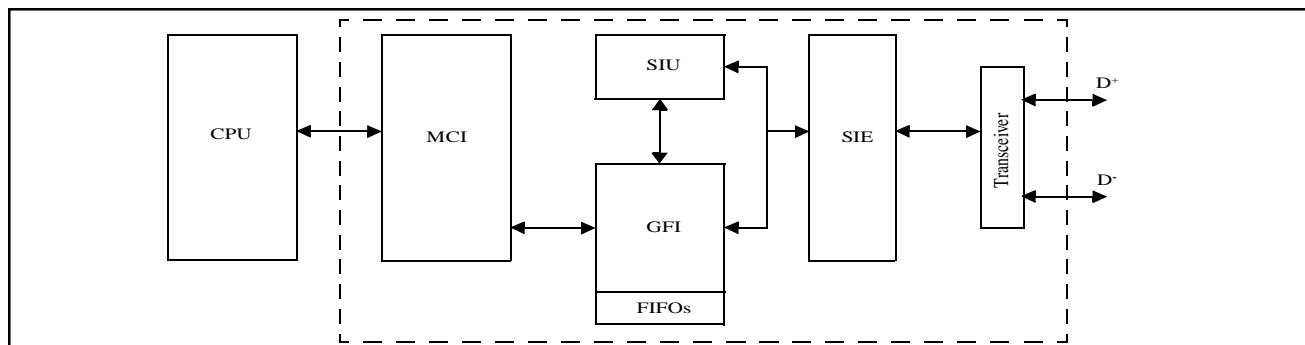 CPU
MCI
SIU
GFI
FIFOs
SIE
Transceiver
D+
D-